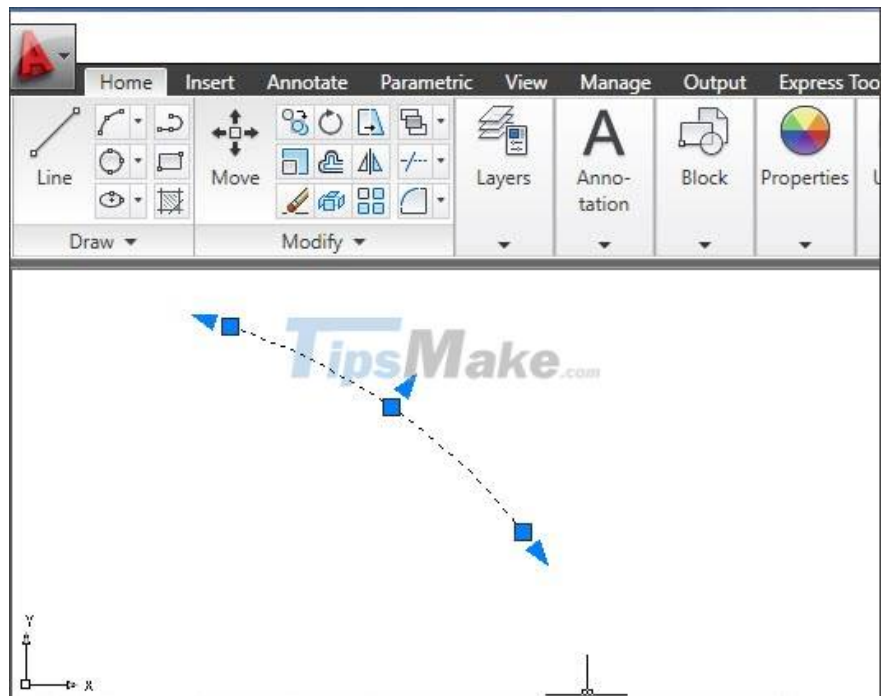 Home Insert Annotate Parametric View Manage Output Express Too
Line
Move
Layers
Anno-
tation
Block
Properties
Draw
Modify
TipsMake.com
Y
X